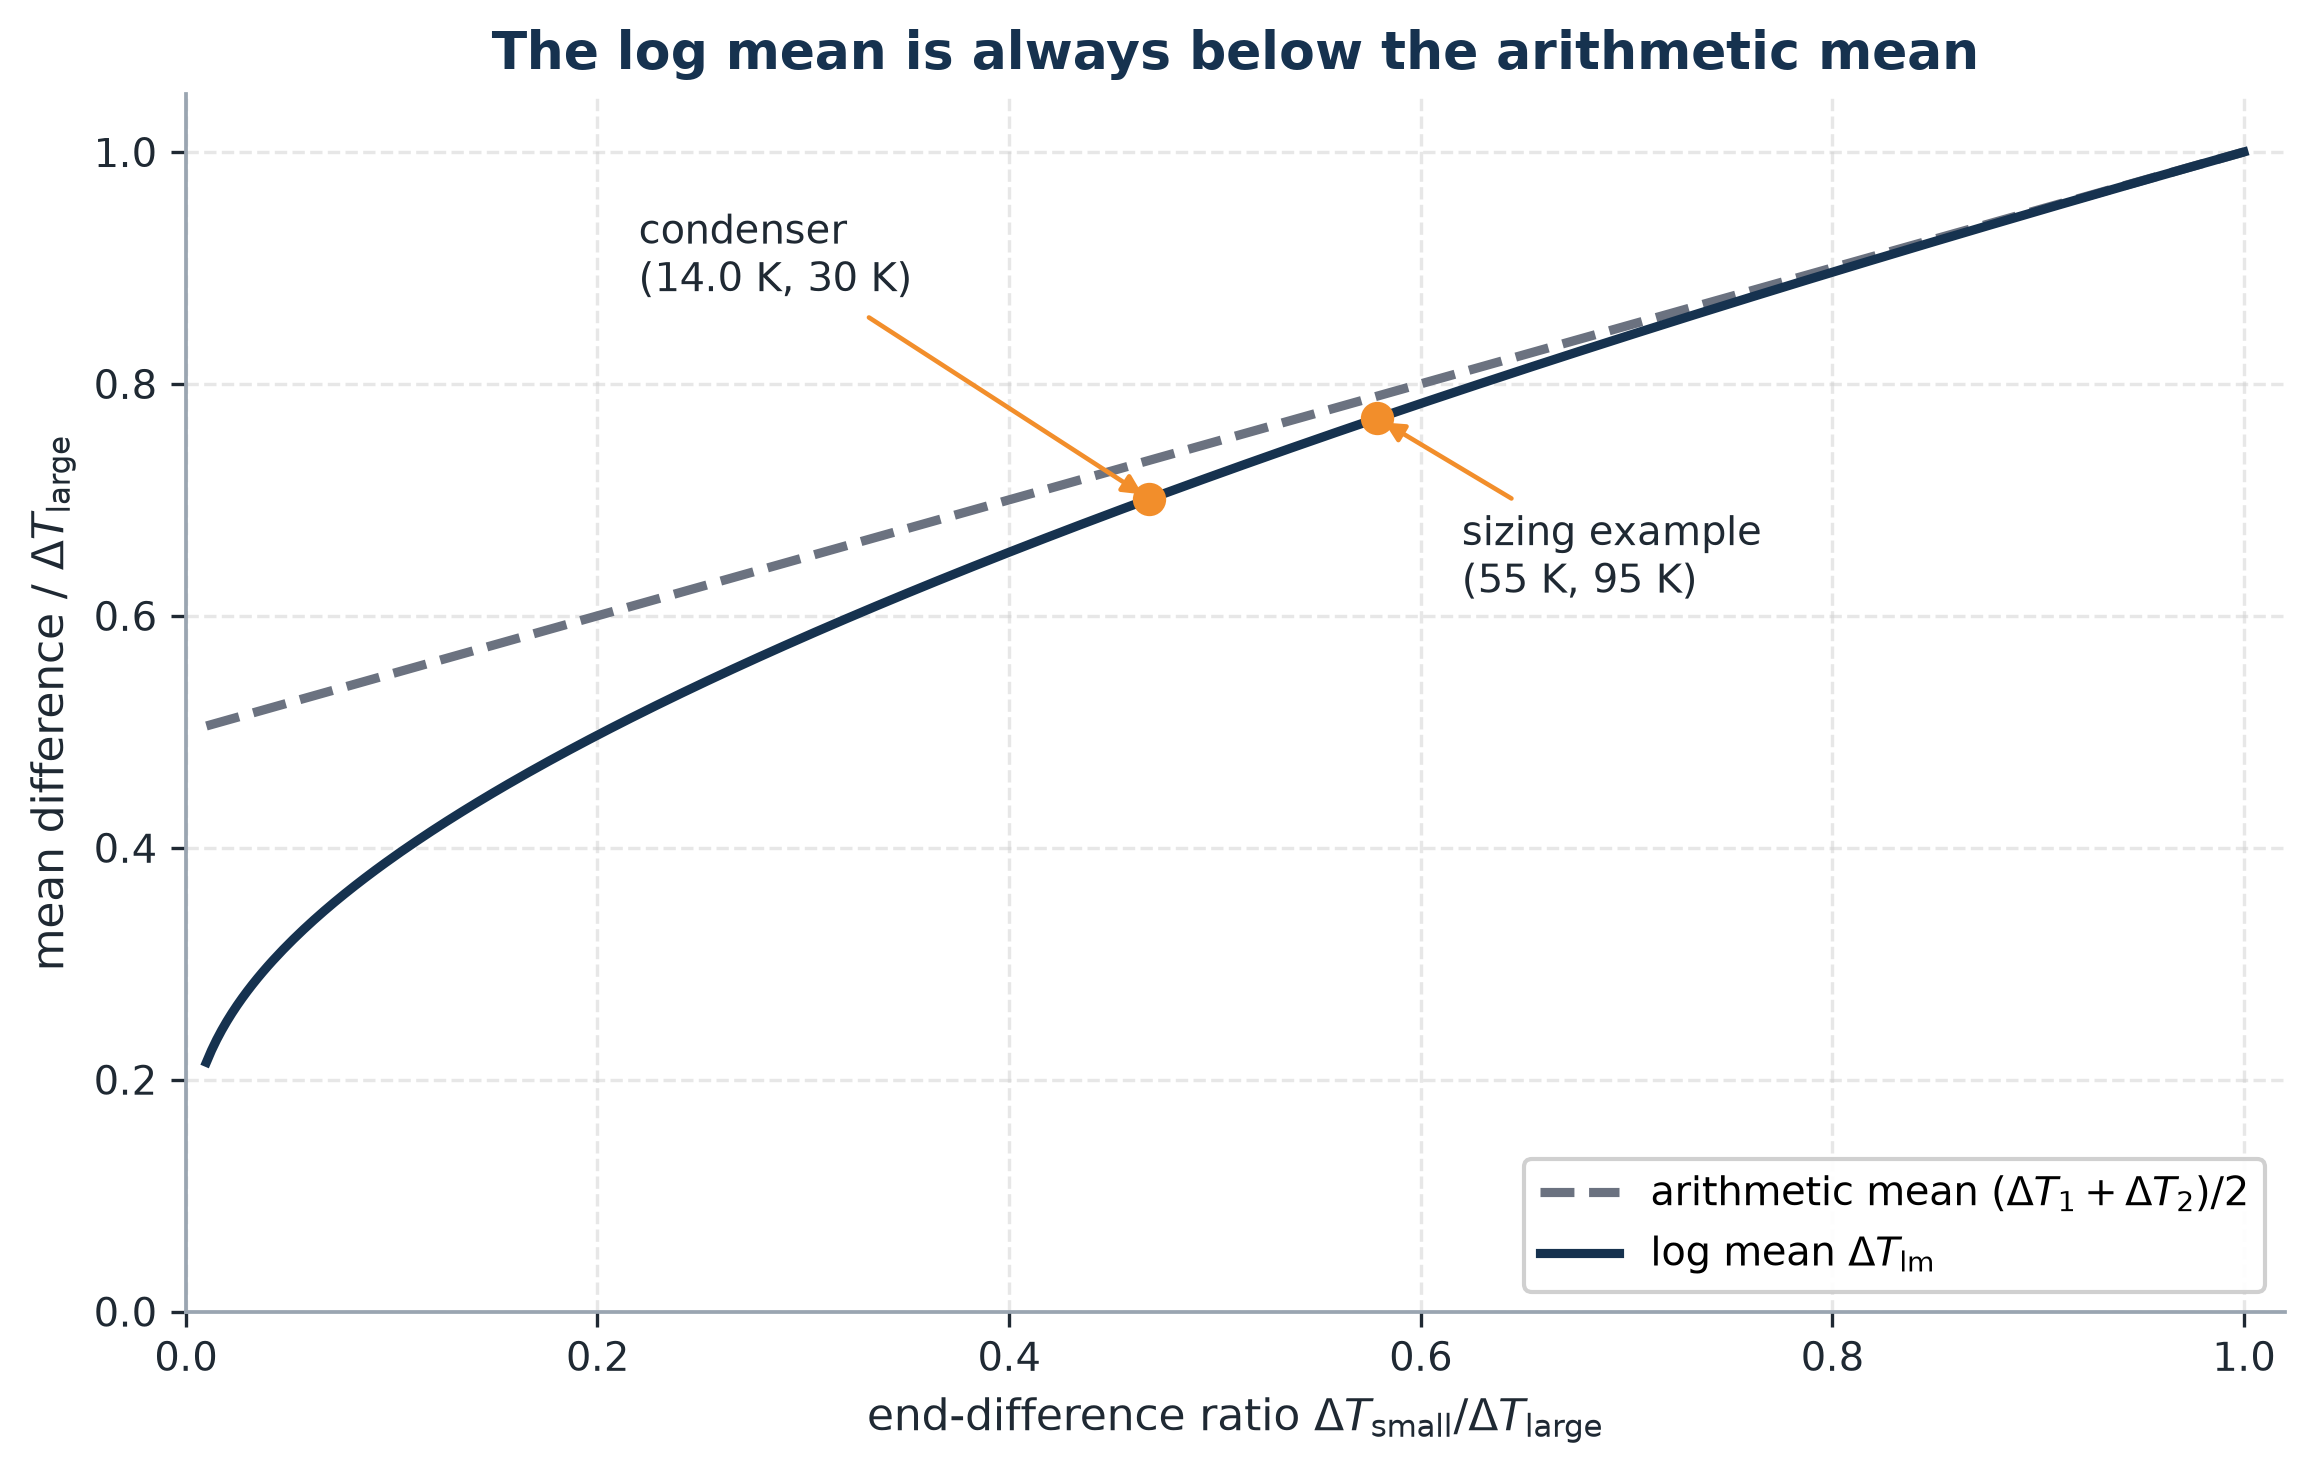 The log mean is always below the arithmetic mean
mean difference / ΔT_large
1.0
0.8
0.6
0.4
0.2
0.0
condenser
(14.0 K, 30 K)
sizing example
(55 K, 95 K)
arithmetic mean (ΔT₁ + ΔT₂)/2
log mean ΔT_lm
0.0 0.2 0.4 0.6 0.8 1.0
end-difference ratio ΔT_small/ΔT_large